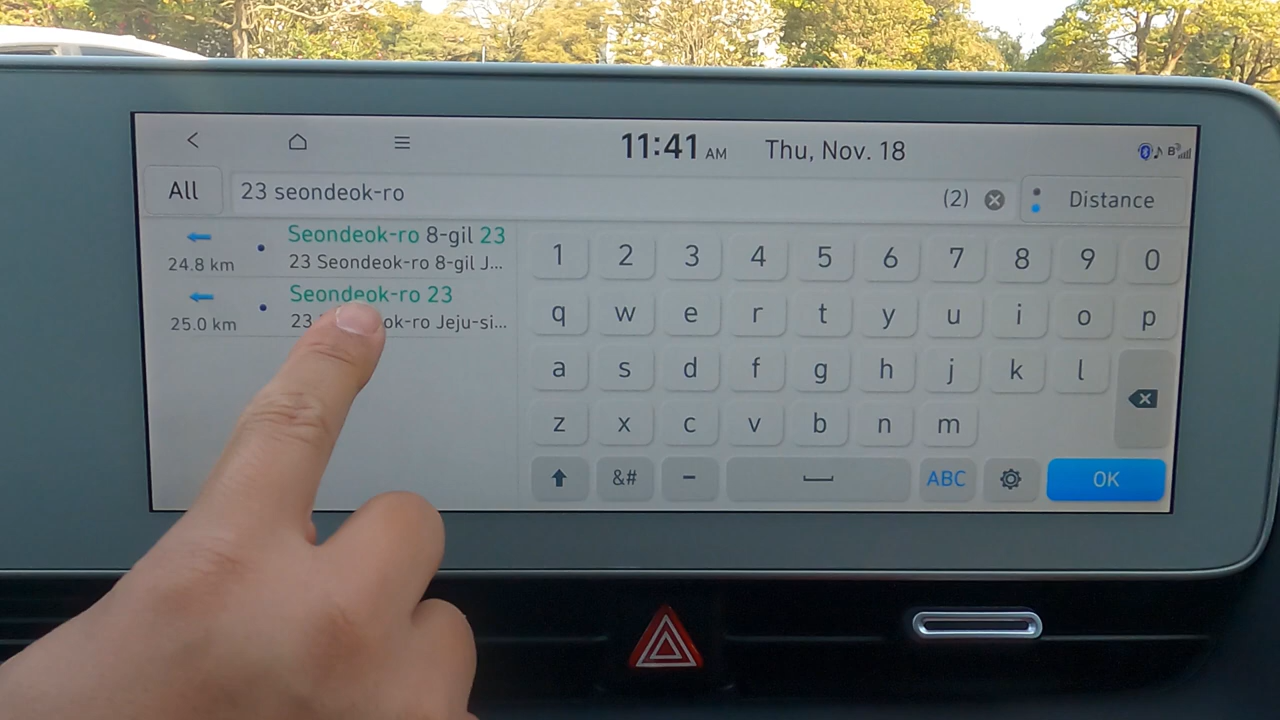 11:41 AM Thu, Nov. 18
All 23 seondeok-ro (2) Distance
Seondeok-ro 8-gil 23
24.8 km 23 Seondeok-ro 8-gil J...
Seondeok-ro 23
25.0 km 23 ok-ro Jeju-si...
1 2 3 4 5 6 7 8 9 0
q w e r t y u i o p
a s d f g h j k l
z x c v b n m
&# - ABC OK